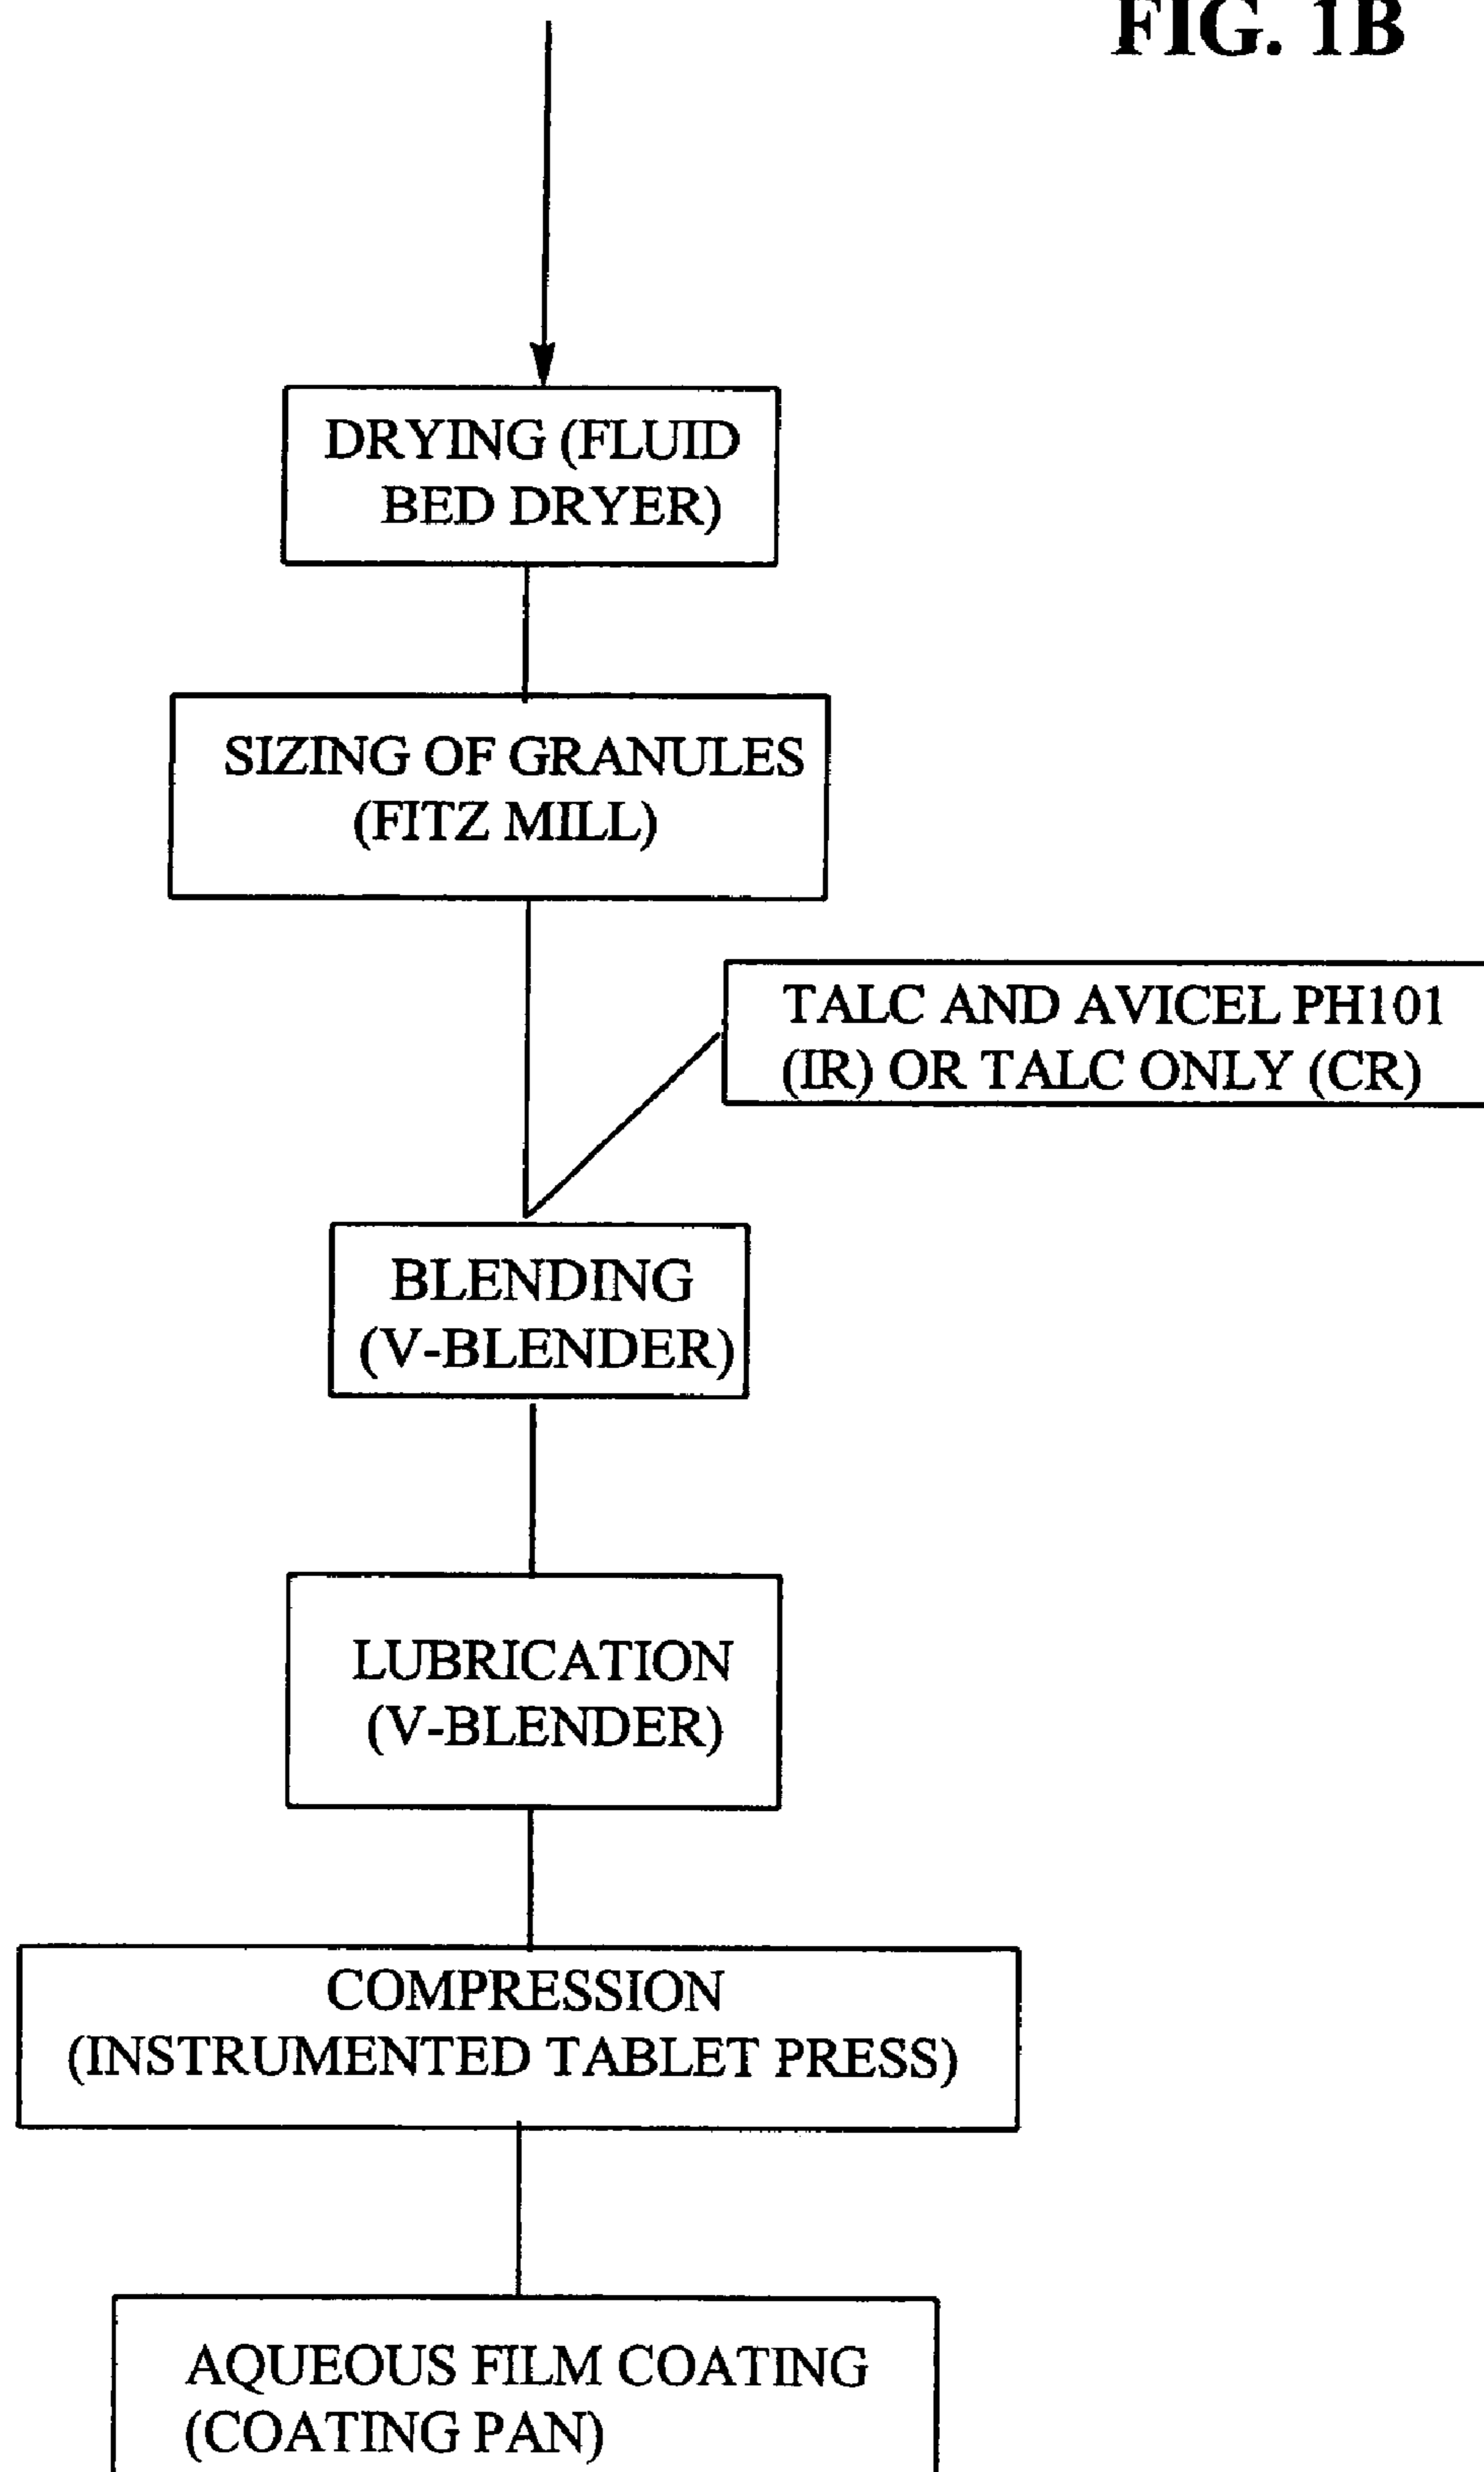 FIG. 1B
DRYING (FLUID
BED DRYER)
SIZING OF GRANULES
(FITZ MILL)
TALC AND AVICEL PH101
(IR) OR TALC ONLY (CR)
BLENDING
(V-BLENDER)
LUBRICATION
(V-BLENDER)
COMPRESSION
(INSTRUMENTED TABLET PRESS)
AQUEOUS FILM COATING
(COATING PAN)